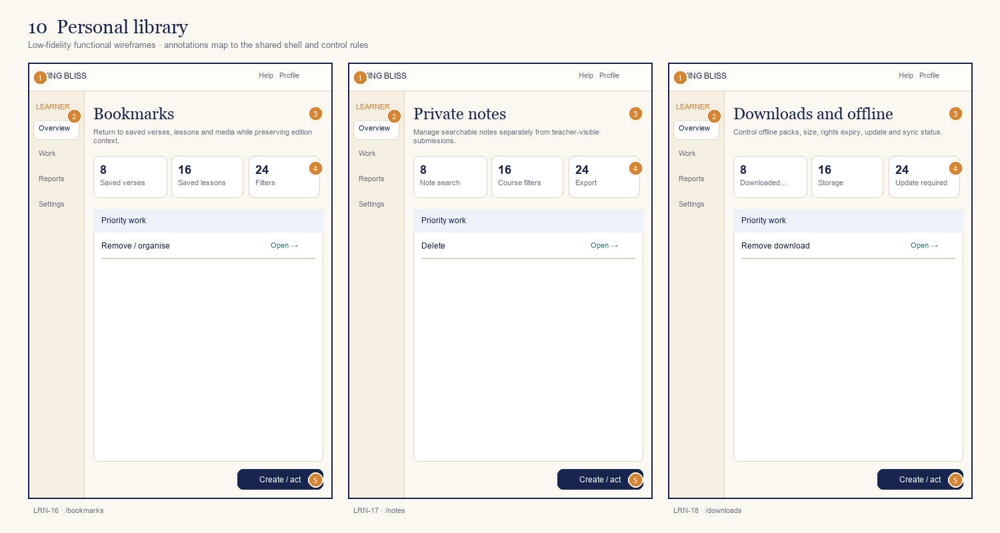 10 Personal library
Low-fidelity functional wireframes · annotations map to the shared shell and control rules
1 ING BLISS
Help Profile
LEARNER
2
Overview
Work
Reports
Settings
Bookmarks
3
Return to saved verses, lessons and media while preserving edition
context.
8
Saved verses
16
Saved lessons
24
Filters
4
Priority work
Remove / organise
Open →
Create / act
5
LRN-16 · /bookmarks
1 ING BLISS
Help Profile
LEARNER
2
Overview
Work
Reports
Settings
Private notes
3
Manage searchable notes separately from teacher-visible
submissions.
8
Note search
16
Course filters
24
Export
4
Priority work
Delete
Open →
Create / act
5
LRN-17 · /notes
1 ING BLISS
Help Profile
LEARNER
2
Overview
Work
Reports
Settings
Downloads and offline
3
Control offline packs, size, rights expiry, update and sync status.
8
Downloaded…
16
Storage
24
Update required
4
Priority work
Remove download
Open →
Create / act
5
LRN-18 · /downloads